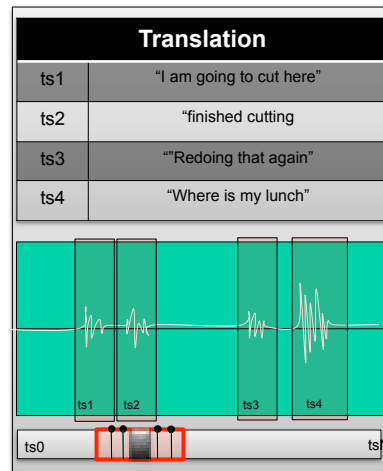 Translation
ts1 “I am going to cut here”
ts2 “finished cutting
ts3 “”Redoing that again”
ts4 “Where is my lunch”
ts1 ts2 ts3 ts4
ts0